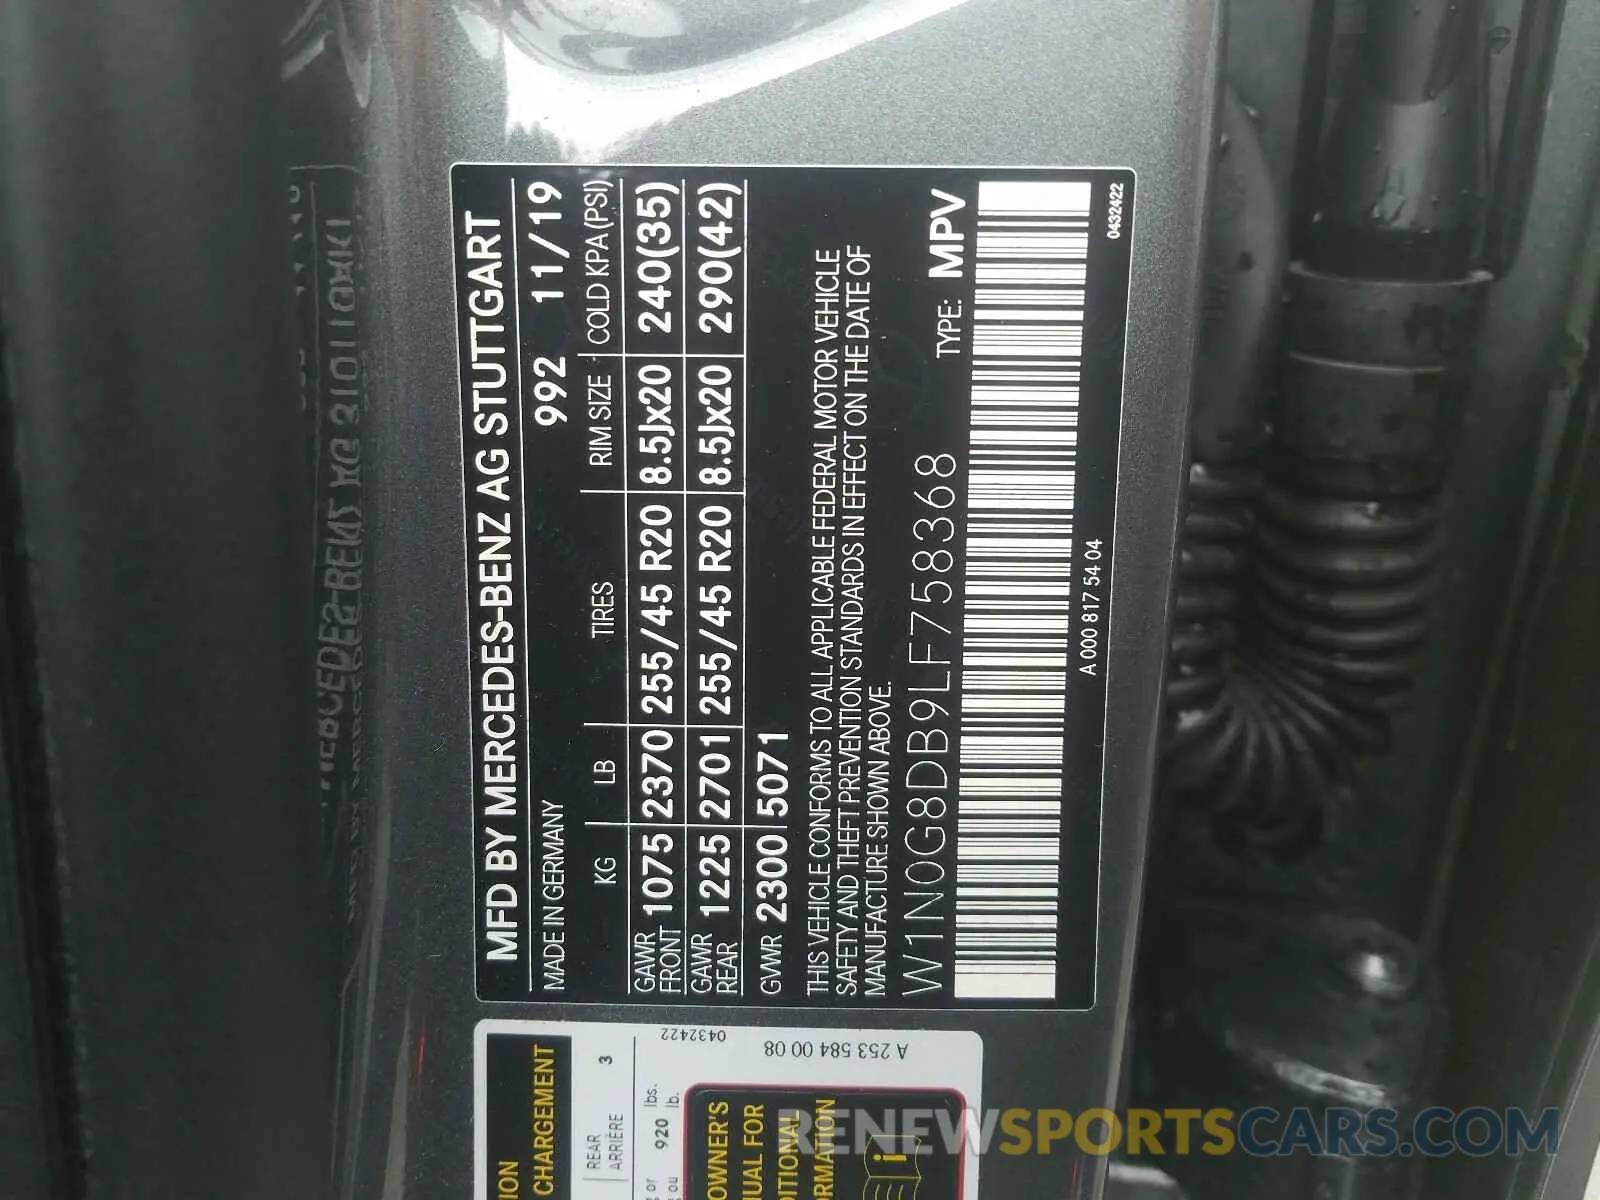 MFD BY MERCEDES-BENZ AG STUTTGART
MADE IN GERMANY 992 11/19
KG LB TIRES RIM SIZE COLD KPA (PSI)
GAWR FRONT 1075 2370 255/45 R20 8.5Jx20 240(35)
GAWR REAR 1225 2701 255/45 R20 8.5Jx20 290(42)
GVWR 2300 5071
THIS VEHICLE CONFORMS TO ALL APPLICABLE FEDERAL MOTOR VEHICLE
SAFETY AND THEFT PREVENTION STANDARDS IN EFFECT ON THE DATE OF
MANUFACTURE SHOWN ABOVE.
W1N0G8DB9LF758368 TYPE: MPV
A 000 817 54 04 0432422
CHARGEMENT
REAR 3
ARRIÈRE
or 920 lbs.
ou lb.
0432422
A 253 584 00 08
OWNER'S
FOR
i
RENEWSPORTSCARS.COM